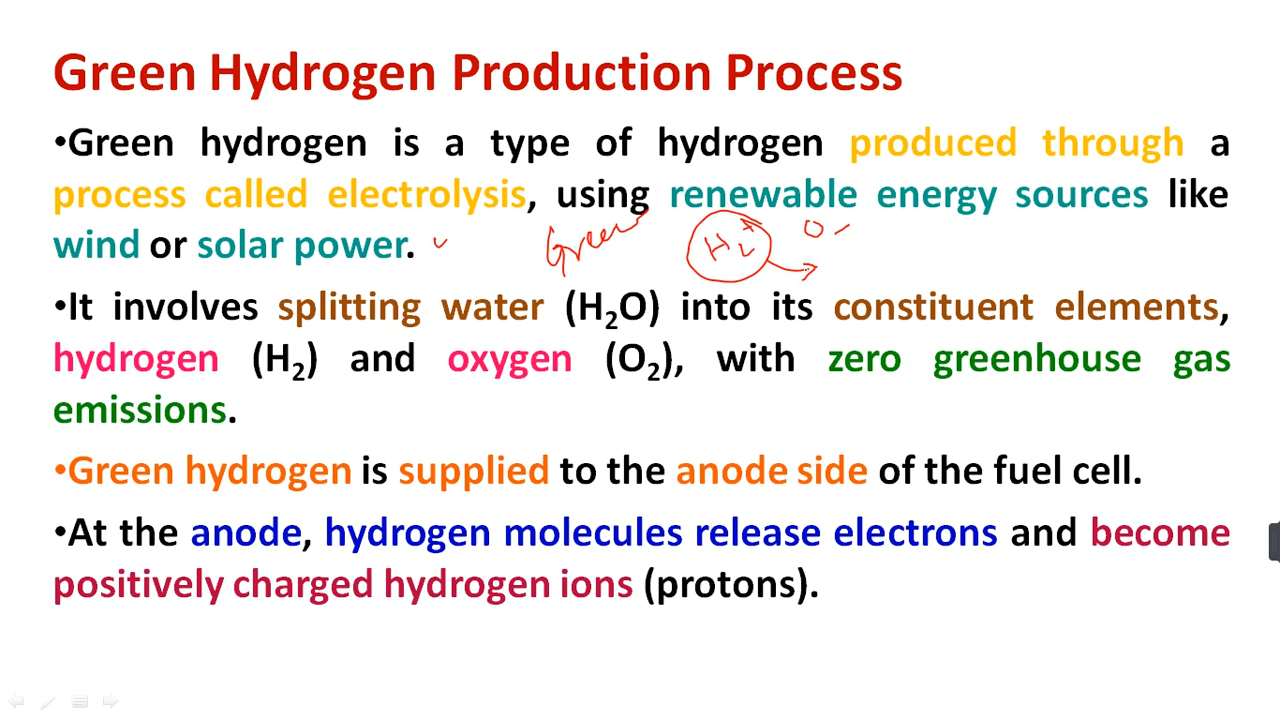 Green Hydrogen Production Process
•Green hydrogen is a type of hydrogen produced through a
process called electrolysis, using renewable energy sources like
wind or solar power.
Green H₂⁺ O-
•It involves splitting water (H₂O) into its constituent elements,
hydrogen (H₂) and oxygen (O₂), with zero greenhouse gas
emissions.
•Green hydrogen is supplied to the anode side of the fuel cell.
•At the anode, hydrogen molecules release electrons and become
positively charged hydrogen ions (protons).